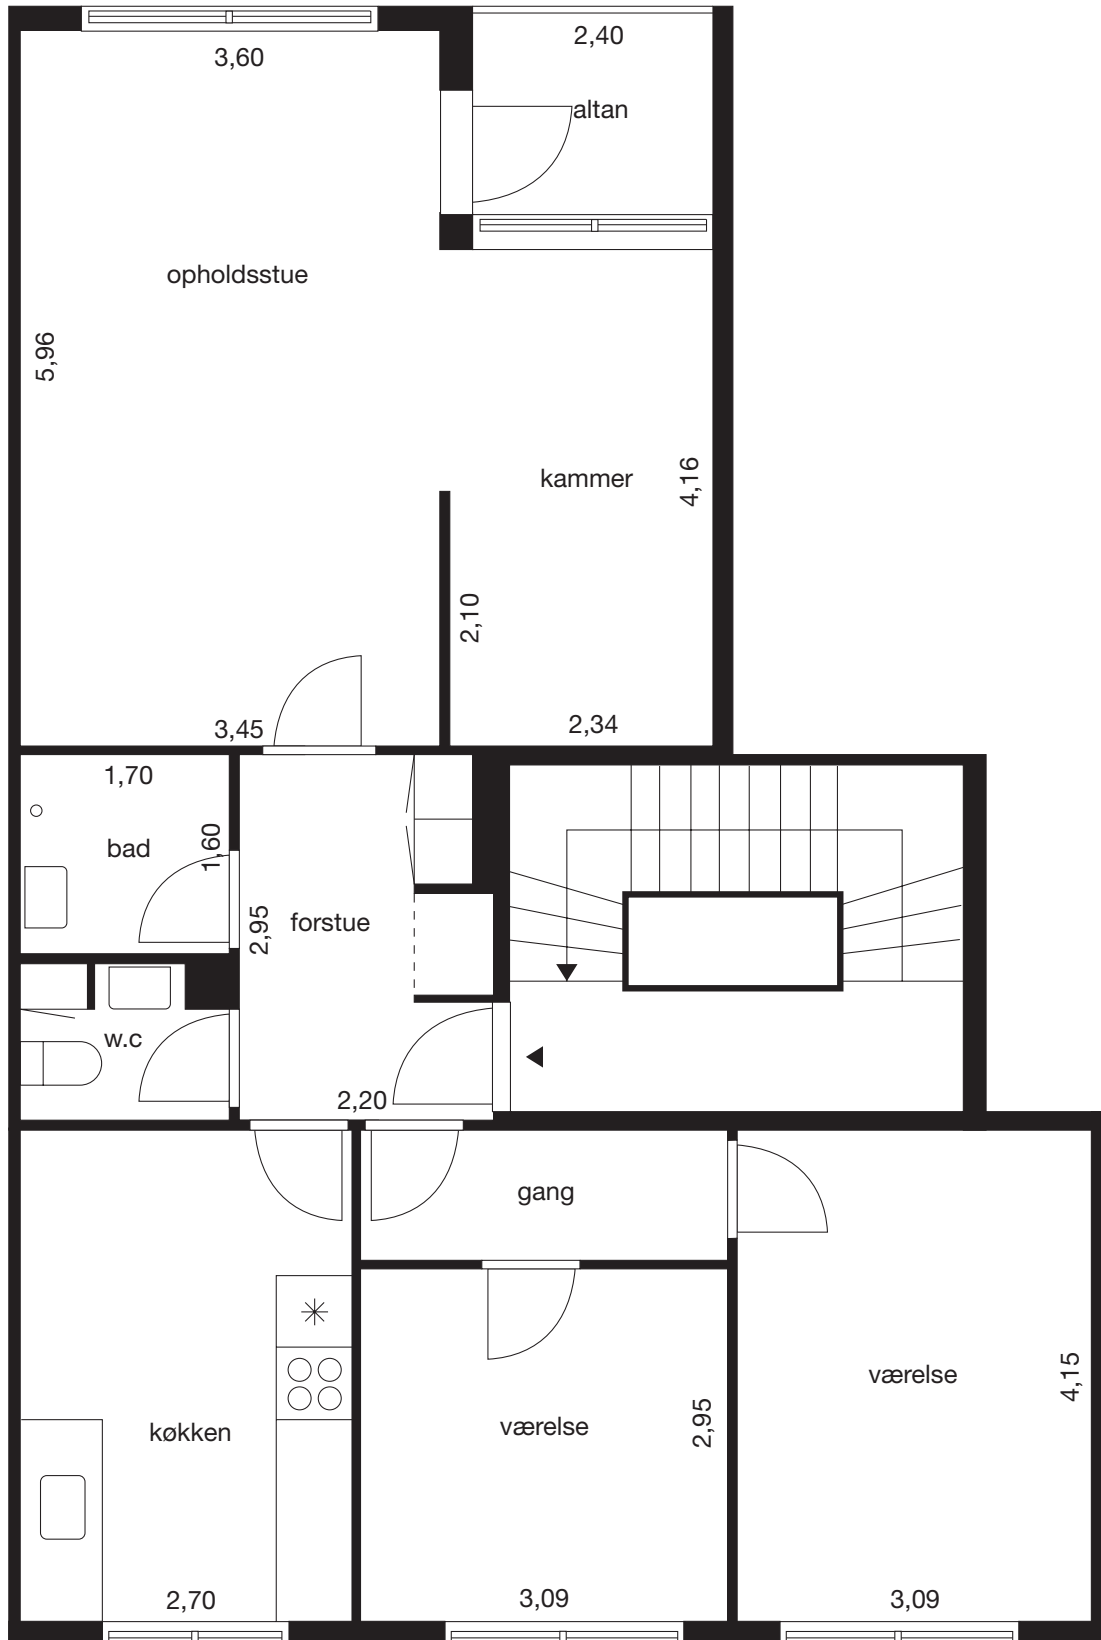 3,60
2,40
altan
opholdsstue
5,96
kammer
4,16
2,10
3,45
2,34
1,70
1,60
bad
2,95
forstue
w.c
2,20
gang
værelse
4,15
2,95
værelse
køkken
2,70
3,09
3,09